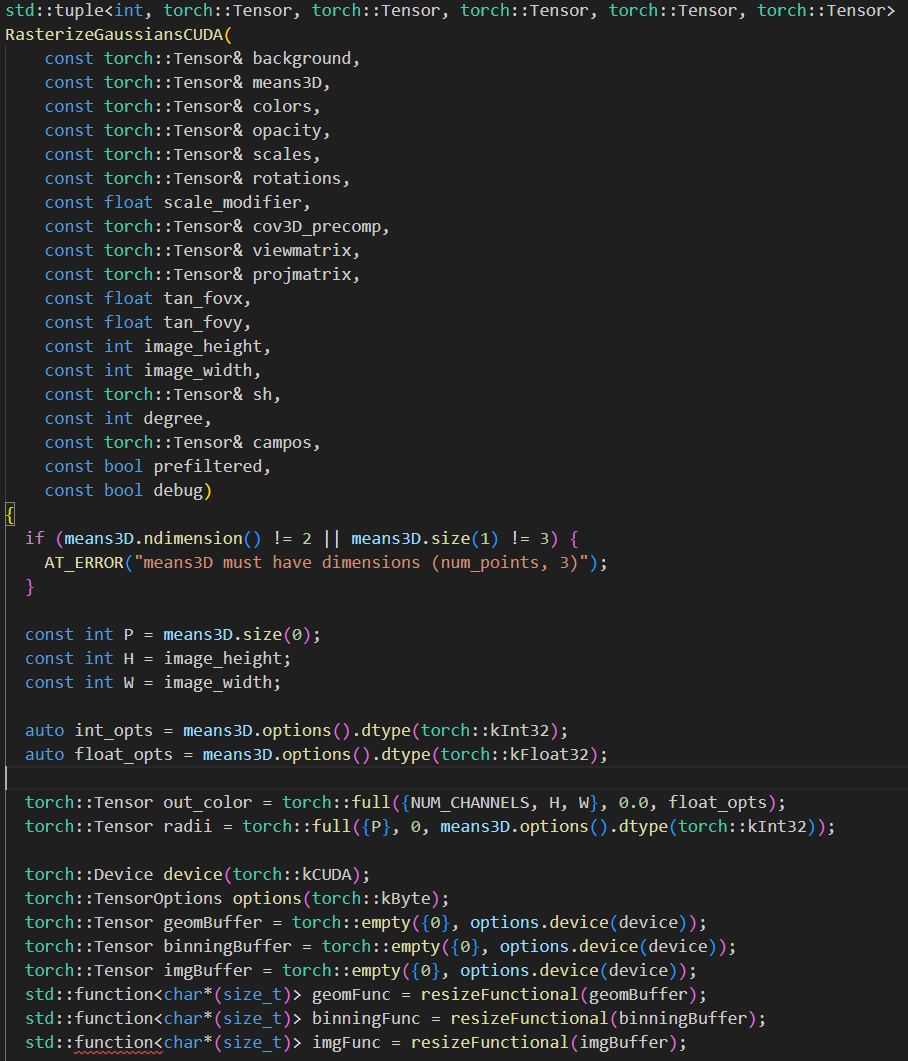 std::tuple<int, torch::Tensor, torch::Tensor, torch::Tensor, torch::Tensor, torch::Tensor>
RasterizeGaussiansCUDA(
    const torch::Tensor& background,
    const torch::Tensor& means3D,
    const torch::Tensor& colors,
    const torch::Tensor& opacity,
    const torch::Tensor& scales,
    const torch::Tensor& rotations,
    const float scale_modifier,
    const torch::Tensor& cov3D_precomp,
    const torch::Tensor& viewmatrix,
    const torch::Tensor& projmatrix,
    const float tan_fovx,
    const float tan_fovy,
    const int image_height,
    const int image_width,
    const torch::Tensor& sh,
    const int degree,
    const torch::Tensor& campos,
    const bool prefiltered,
    const bool debug)
{
  if (means3D.ndimension() != 2 || means3D.size(1) != 3) {
    AT_ERROR("means3D must have dimensions (num_points, 3)");
  }
  const int P = means3D.size(0);
  const int H = image_height;
  const int W = image_width;
  auto int_opts = means3D.options().dtype(torch::kInt32);
  auto float_opts = means3D.options().dtype(torch::kFloat32);
  torch::Tensor out_color = torch::full({NUM_CHANNELS, H, W}, 0.0, float_opts);
  torch::Tensor radii = torch::full({P}, 0, means3D.options().dtype(torch::kInt32));
  torch::Device device(torch::kCUDA);
  torch::TensorOptions options(torch::kByte);
  torch::Tensor geomBuffer = torch::empty({0}, options.device(device));
  torch::Tensor binningBuffer = torch::empty({0}, options.device(device));
  torch::Tensor imgBuffer = torch::empty({0}, options.device(device));
  std::function<char*(size_t)> geomFunc = resizeFunctional(geomBuffer);
  std::function<char*(size_t)> binningFunc = resizeFunctional(binningBuffer);
  std::function<char*(size_t)> imgFunc = resizeFunctional(imgBuffer);